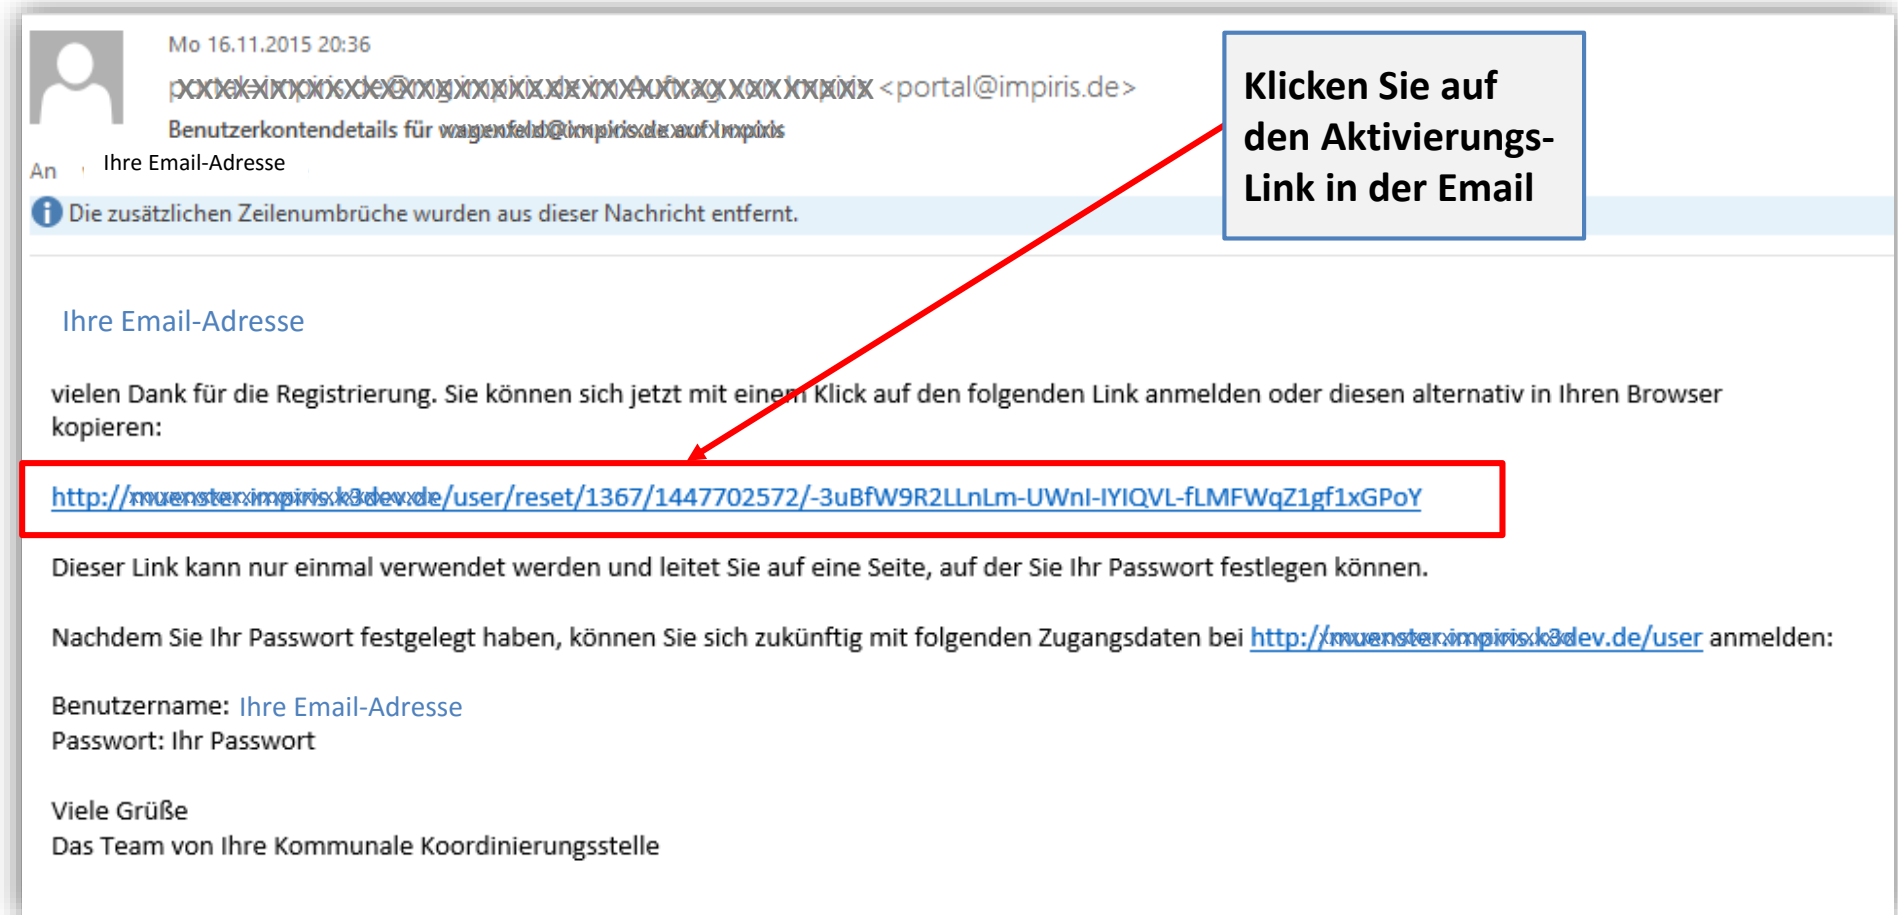 Mo 16.11.2015 20:36
<portal@impiris.de>
Benutzerkontendetails für
An Ihre Email-Adresse
Die zusätzlichen Zeilenumbrüche wurden aus dieser Nachricht entfernt.
Klicken Sie auf
den Aktivierungs-
Link in der Email
Ihre Email-Adresse
vielen Dank für die Registrierung. Sie können sich jetzt mit einem Klick auf den folgenden Link anmelden oder diesen alternativ in Ihren Browser
kopieren:
http:// /user/reset/1367/1447702572/-3uBfW9R2LLnLm-UWnI-IYIQVL-fLMFWqZ1gf1xGPoY
Dieser Link kann nur einmal verwendet werden und leitet Sie auf eine Seite, auf der Sie Ihr Passwort festlegen können.
Nachdem Sie Ihr Passwort festgelegt haben, können Sie sich zukünftig mit folgenden Zugangsdaten bei http:// ev.de/user anmelden:
Benutzername: Ihre Email-Adresse
Passwort: Ihr Passwort
Viele Grüße
Das Team von Ihre Kommunale Koordinierungsstelle